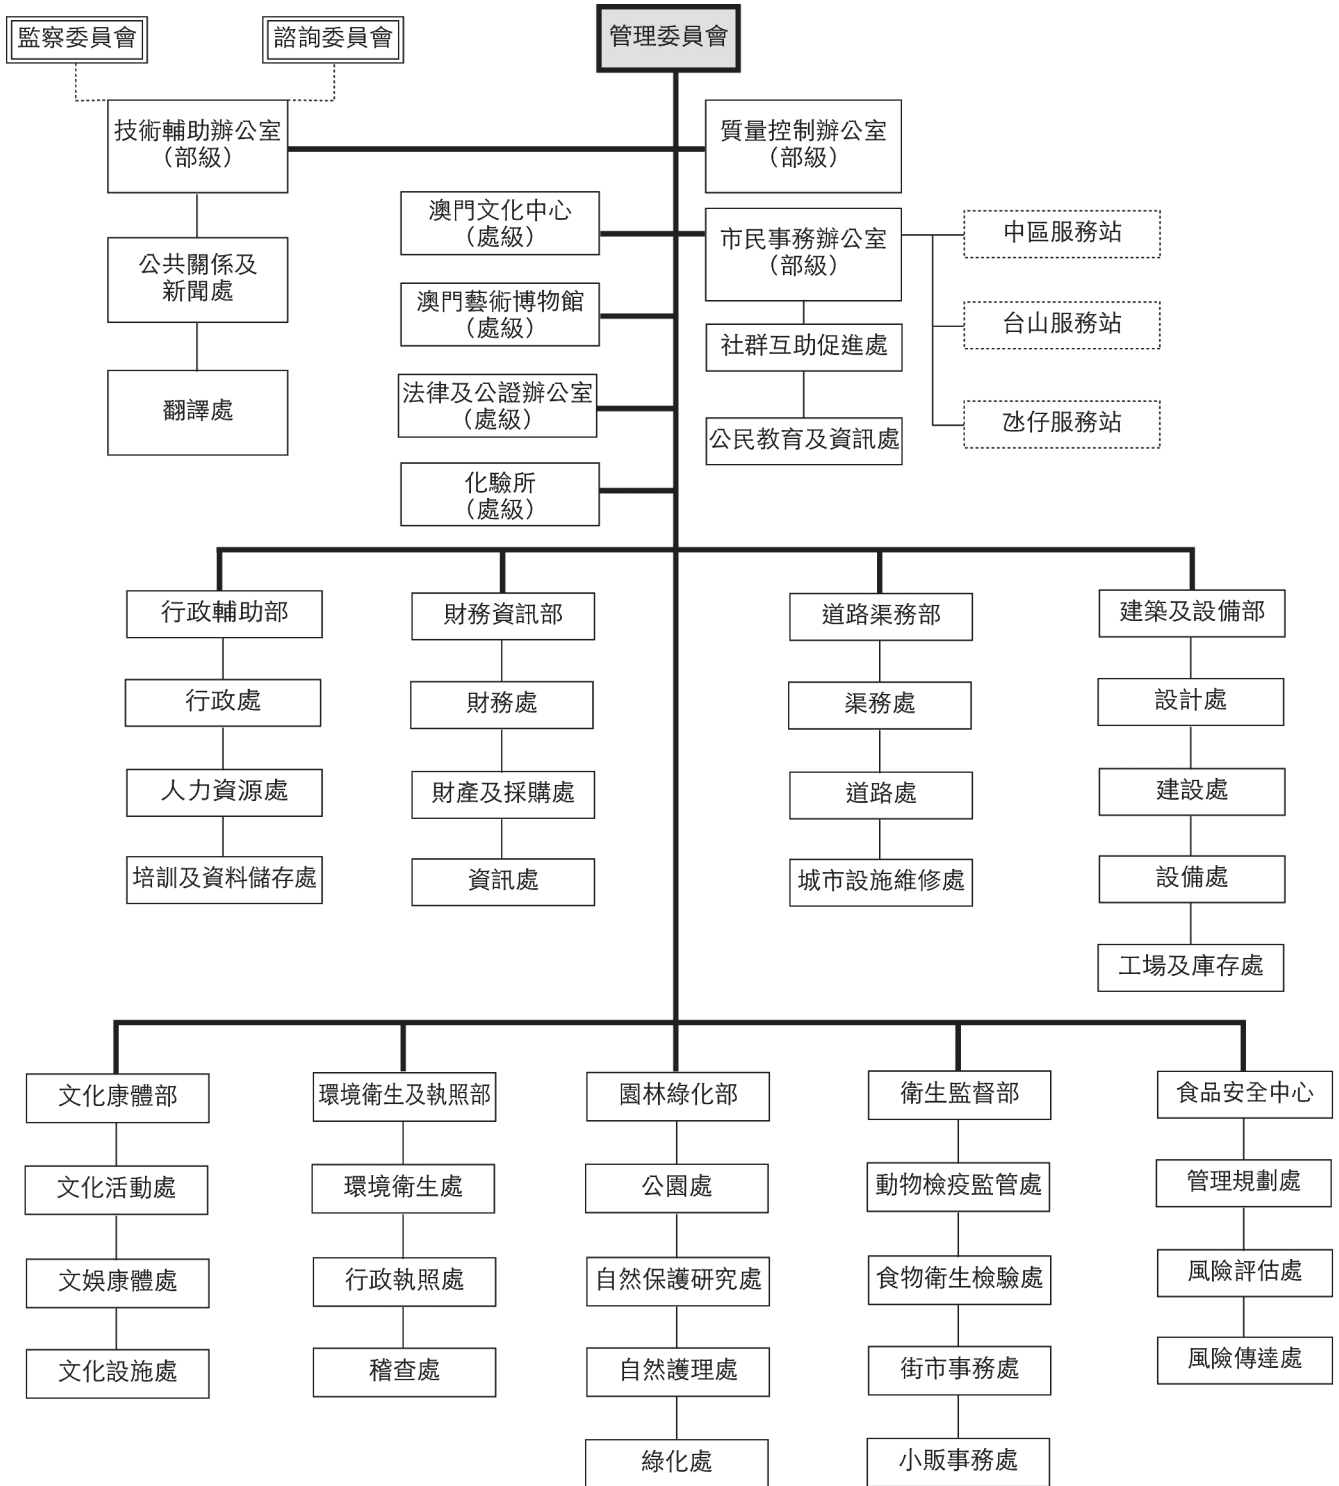 監察委員會
諮詢委員會
管理委員會
技術輔助辦公室
（部級）
質量控制辦公室
（部級）
澳門文化中心
（處級）
市民事務辦公室
（部級）
中區服務站
公共關係及
新聞處
澳門藝術博物館
（處級）
台山服務站
社群互助促進處
翻譯處
法律及公證辦公室
（處級）
公民教育及資訊處
氹仔服務站
化驗所
（處級）
行政輔助部
財務資訊部
道路渠務部
建築及設備部
行政處
財務處
渠務處
設計處
人力資源處
財產及採購處
道路處
建設處
培訓及資料儲存處
資訊處
城市設施維修處
設備處
工場及庫存處
文化康體部
環境衛生及執照部
園林綠化部
衛生監督部
食品安全中心
文化活動處
環境衛生處
公園處
動物檢疫監管處
管理規劃處
文娛康體處
行政執照處
自然保護研究處
食物衛生檢驗處
風險評估處
文化設施處
稽查處
自然護理處
街市事務處
風險傳達處
綠化處
小販事務處